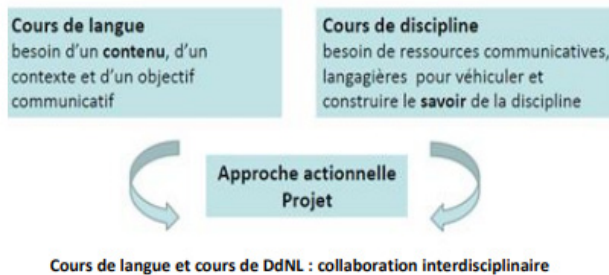 Cours de langue
besoin d'un contenu, d'un
contexte et d'un objectif
communicatif
Cours de discipline
besoin de ressources communicatives,
langagières pour véhiculer et
construire le savoir de la discipline
Approche actionnelle
Projet
Cours de langue et cours de DdNL : collaboration interdisciplinaire